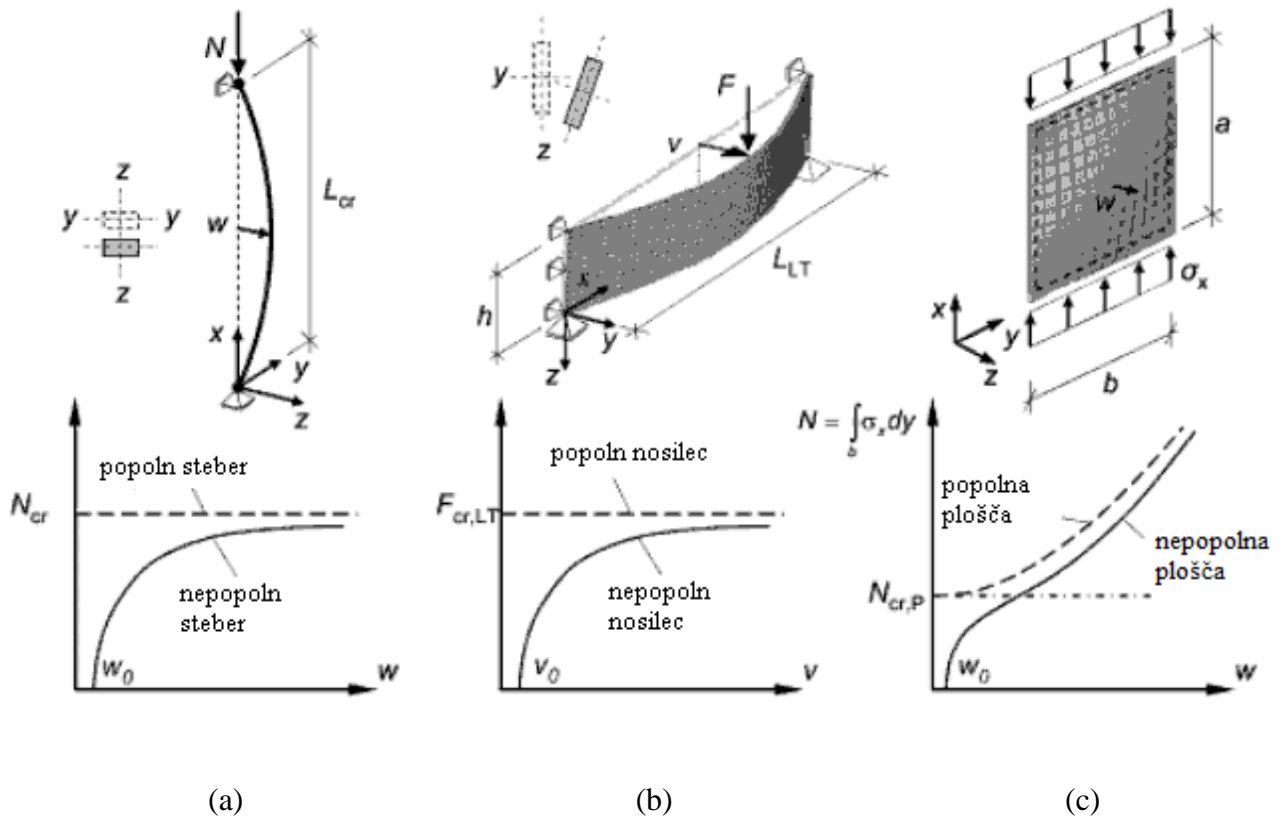 N
z
y y
z
w
L_cr
x
y
z
N_cr
popoln steber
nepopoln
steber
w_0
w
(a)
y
z
F
v
h
x
L_LT
y
z
F_cr,LT
popoln nosilec
nepopoln
nosilec
v_0
v
(b)
a
w
σ_x
x
y
z
b
N = ∫_b σ_x dy
popolna
plošča
nepopolna
plošča
N_cr,P
w_0
w
(c)